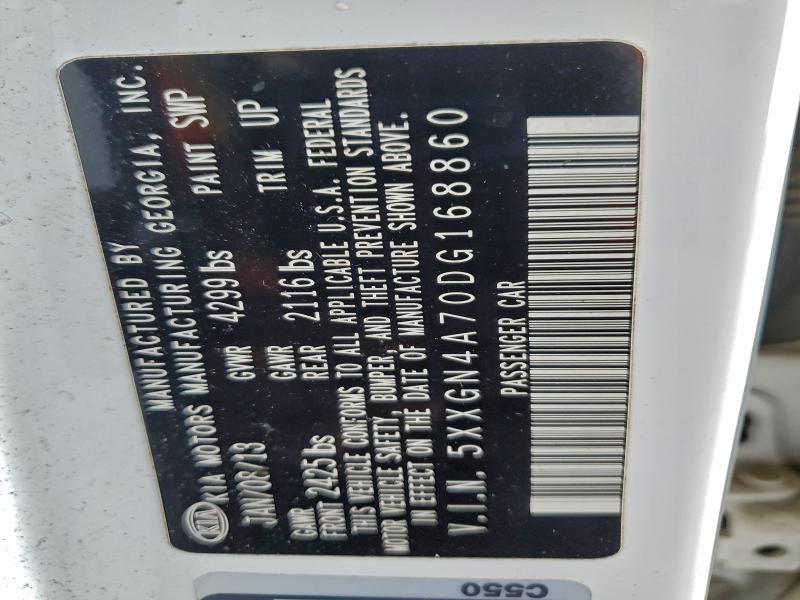 MANUFACTURED BY
KIA KIA MOTORS MANUFACTURING GEORGIA, INC.
JAN/08/13 GWR 4299 lbs PAINT SWP
GAWR FRONT 2425 lbs GAWR REAR 2116 lbs TRIM UP
THIS VEHICLE CONFORMS TO ALL APPLICABLE U.S.A. FEDERAL
MOTOR VEHICLE SAFETY, BUMPER, AND THEFT PREVENTION STANDARDS
IN EFFECT ON THE DATE OF MANUFACTURE SHOWN ABOVE.
V.I.N. 5XXGN4A70DG168860
PASSENGER CAR
C550